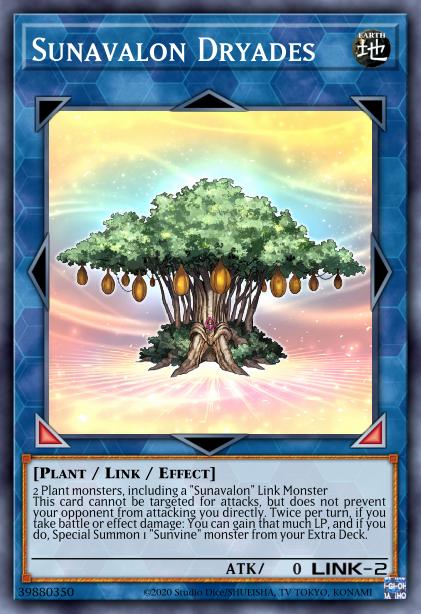 Sunavalon Dryades
EARTH
地
[Plant / Link / Effect]
2 Plant monsters, including a "Sunavalon" Link Monster
This card cannot be targeted for attacks, but does not prevent
your opponent from attacking you directly. Twice per turn, if you
take battle or effect damage: You can gain that much LP, and if you
do, Special Summon 1 "Sunvine" monster from your Extra Deck.
ATK/ 0 LINK-2
39880350
©2020 Studio Dice/SHUEISHA, TV TOKYO, KONAMI